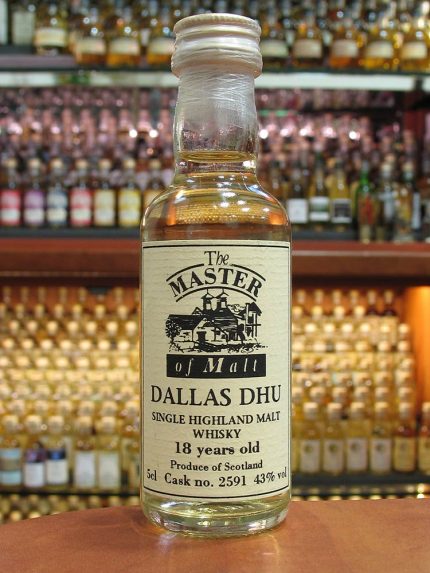 The
MASTER
of Malt
DALLAS DHU
SINGLE HIGHLAND MALT
WHISKY
18 years old
Produce of Scotland
5cl Cask no. 2591 43% vol